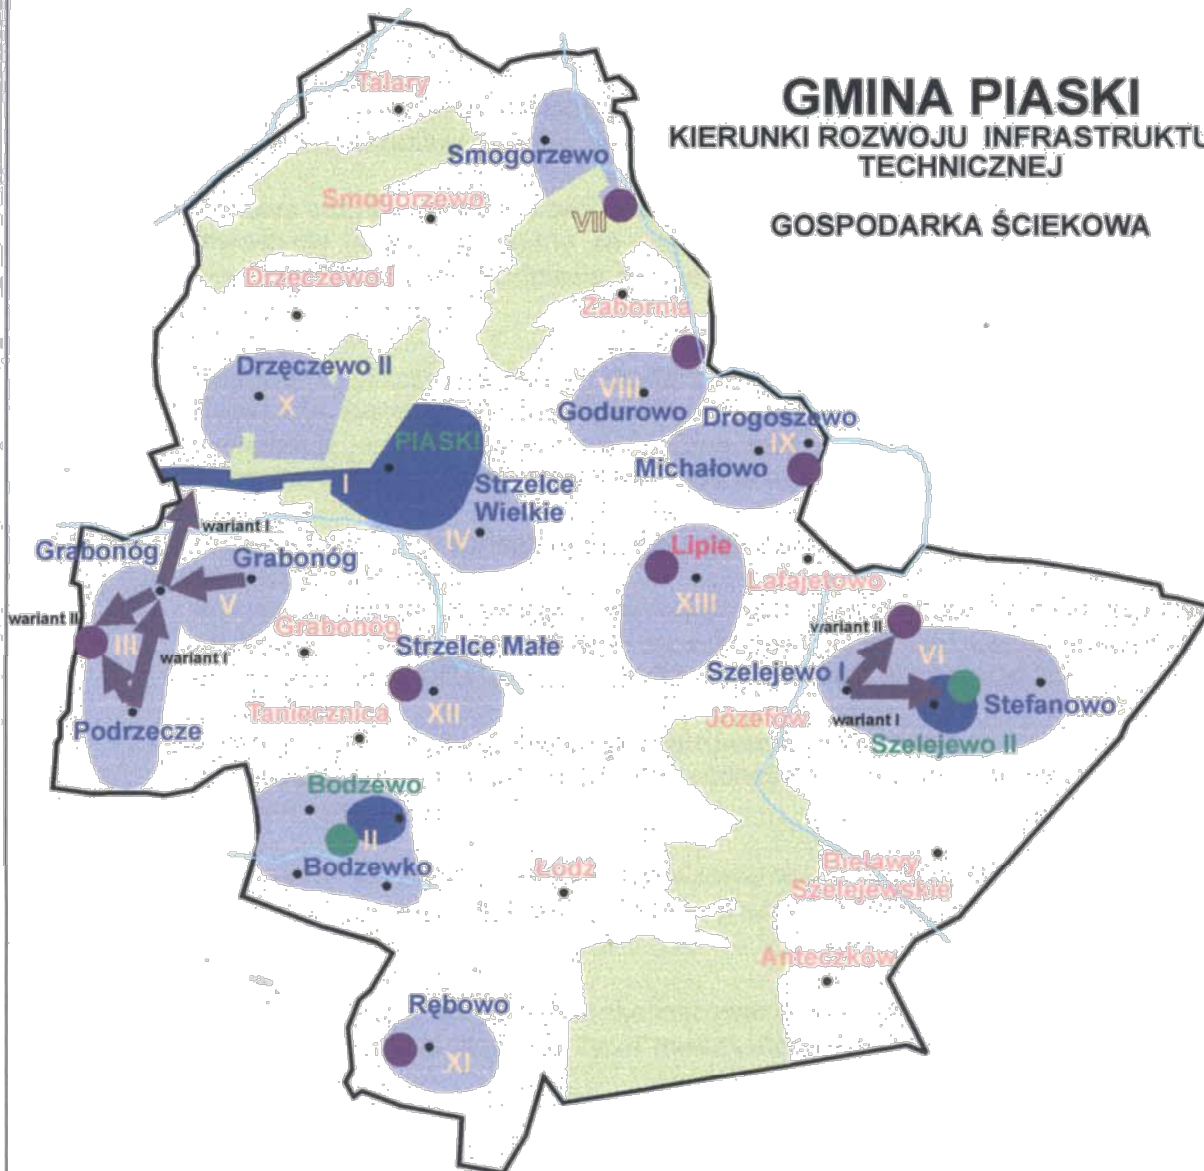 GMINA PIASKI
KIERUNKI ROZWOJU INFRASTRUKTU
TECHNICZNEJ
GOSPODARKA ŚCIEKOWA
Talary
Smogorzewo
Smogorzewo
VII
Drzęczewo I
Zabornia
Drzęczewo II
X
VIII
Godurowo
Drogoszewo
IX
Michałowo
PIASKI
I
Strzelce
Wielkie
IV
wariant I
Grabonóg
Grabonóg
V
wariant II
III
wariant I
Podrzecze
Grabonóg
Lipie
XIII
Lafajetowo
Strzelce Małe
XII
Taniecznica
wariant II
VI
Szelejewo I
Stefanowo
wariant I
Szelejewo II
Józefów
Bodzewo
II
Bodzewko
Łódź
Bielawy
Szelejewskie
Anteczków
Rębowo
XI